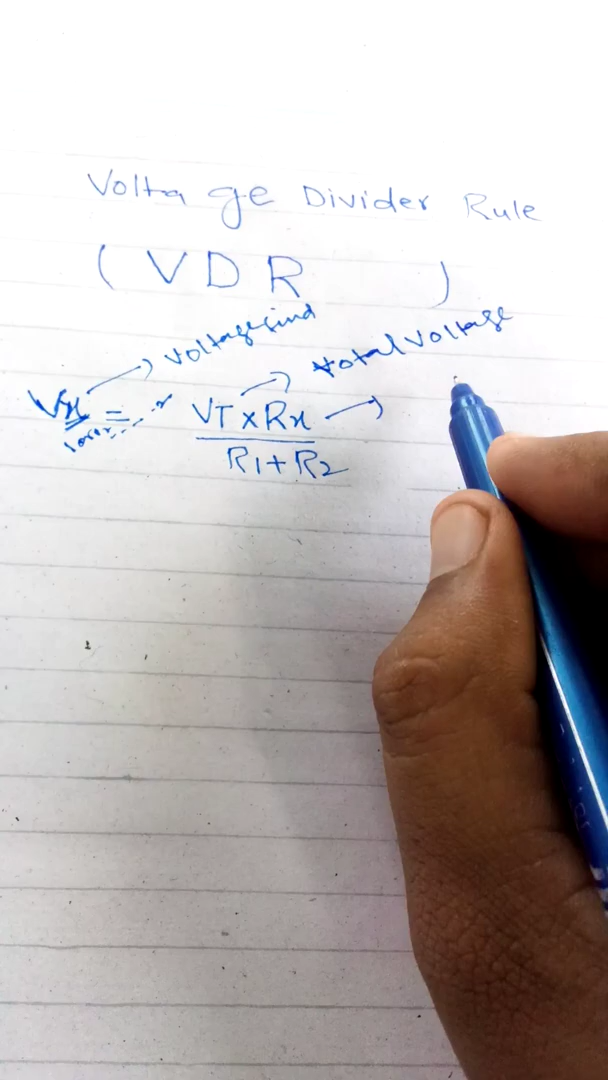 Voltage Divider Rule
( VDR )
Voltage find
total voltage
Vx = VT x Rx
R1 + R2